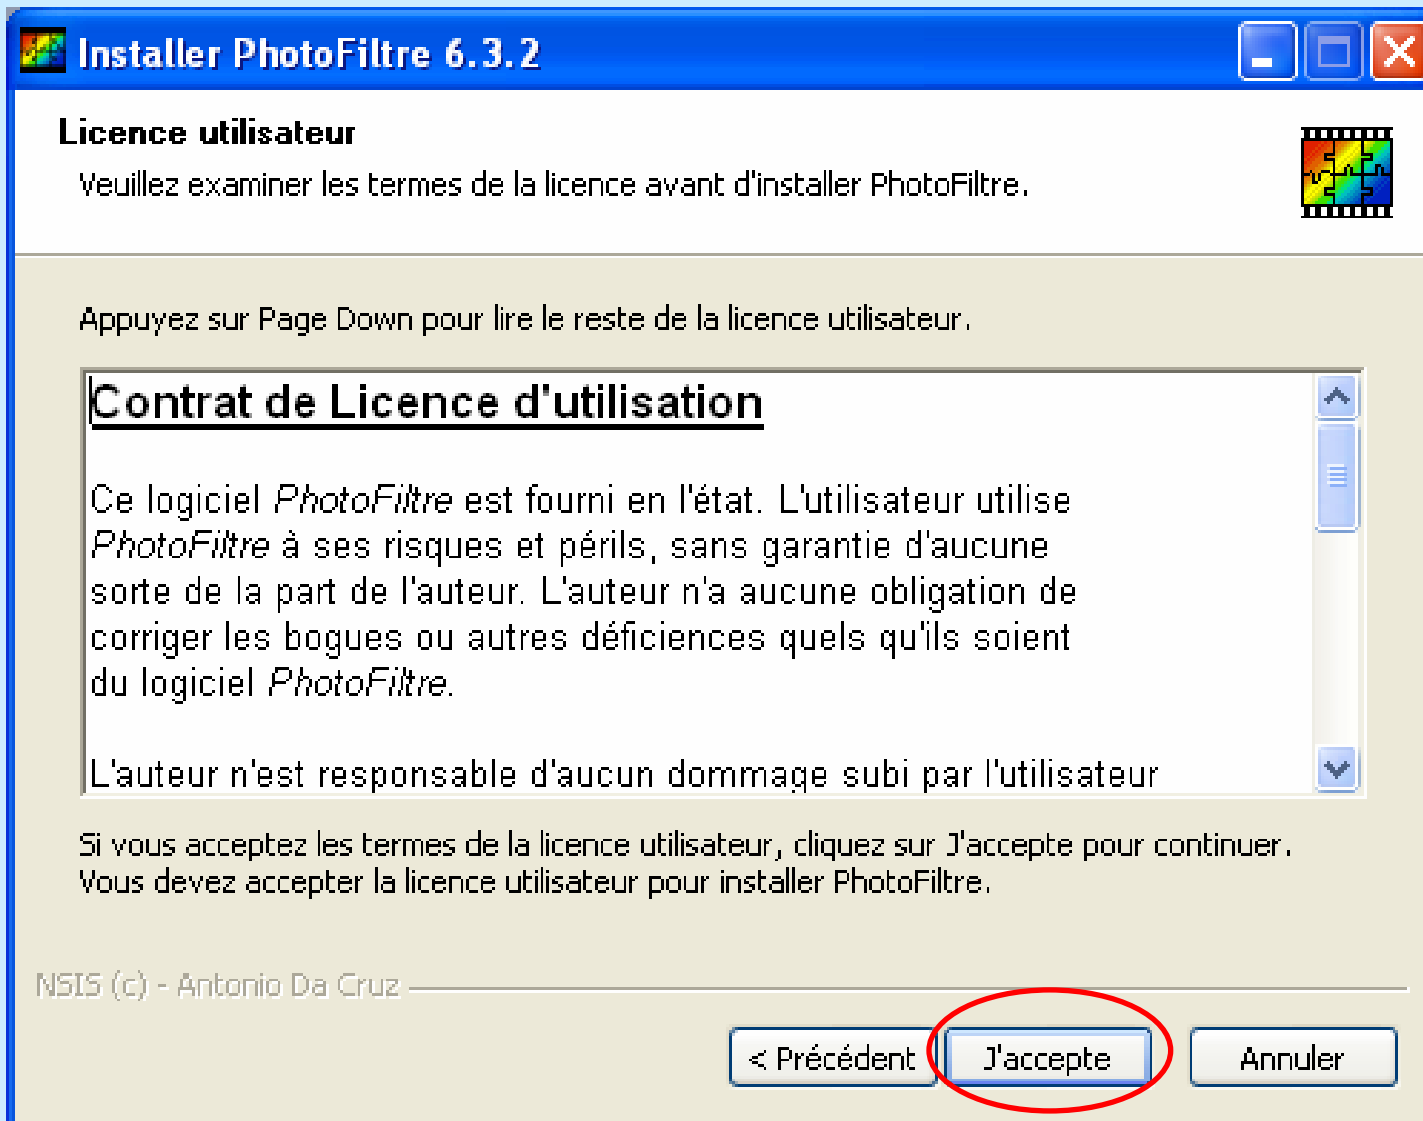 Installer PhotoFiltre 6.3.2
Licence utilisateur
Veuillez examiner les termes de la licence avant d'installer PhotoFiltre.
Appuyez sur Page Down pour lire le reste de la licence utilisateur.
Contrat de Licence d'utilisation
Ce logiciel PhotoFiltre est fourni en l'état. L'utilisateur utilise
PhotoFiltre à ses risques et périls, sans garantie d'aucune
sorte de la part de l'auteur. L'auteur n'a aucune obligation de
corriger les bogues ou autres déficiences quels qu'ils soient
du logiciel PhotoFiltre.
L'auteur n'est responsable d'aucun dommage subi par l'utilisateur
Si vous acceptez les termes de la licence utilisateur, cliquez sur J'accepte pour continuer.
Vous devez accepter la licence utilisateur pour installer PhotoFiltre.
NSIS (c) - Antonio Da Cruz
< Précédent J'accepte Annuler